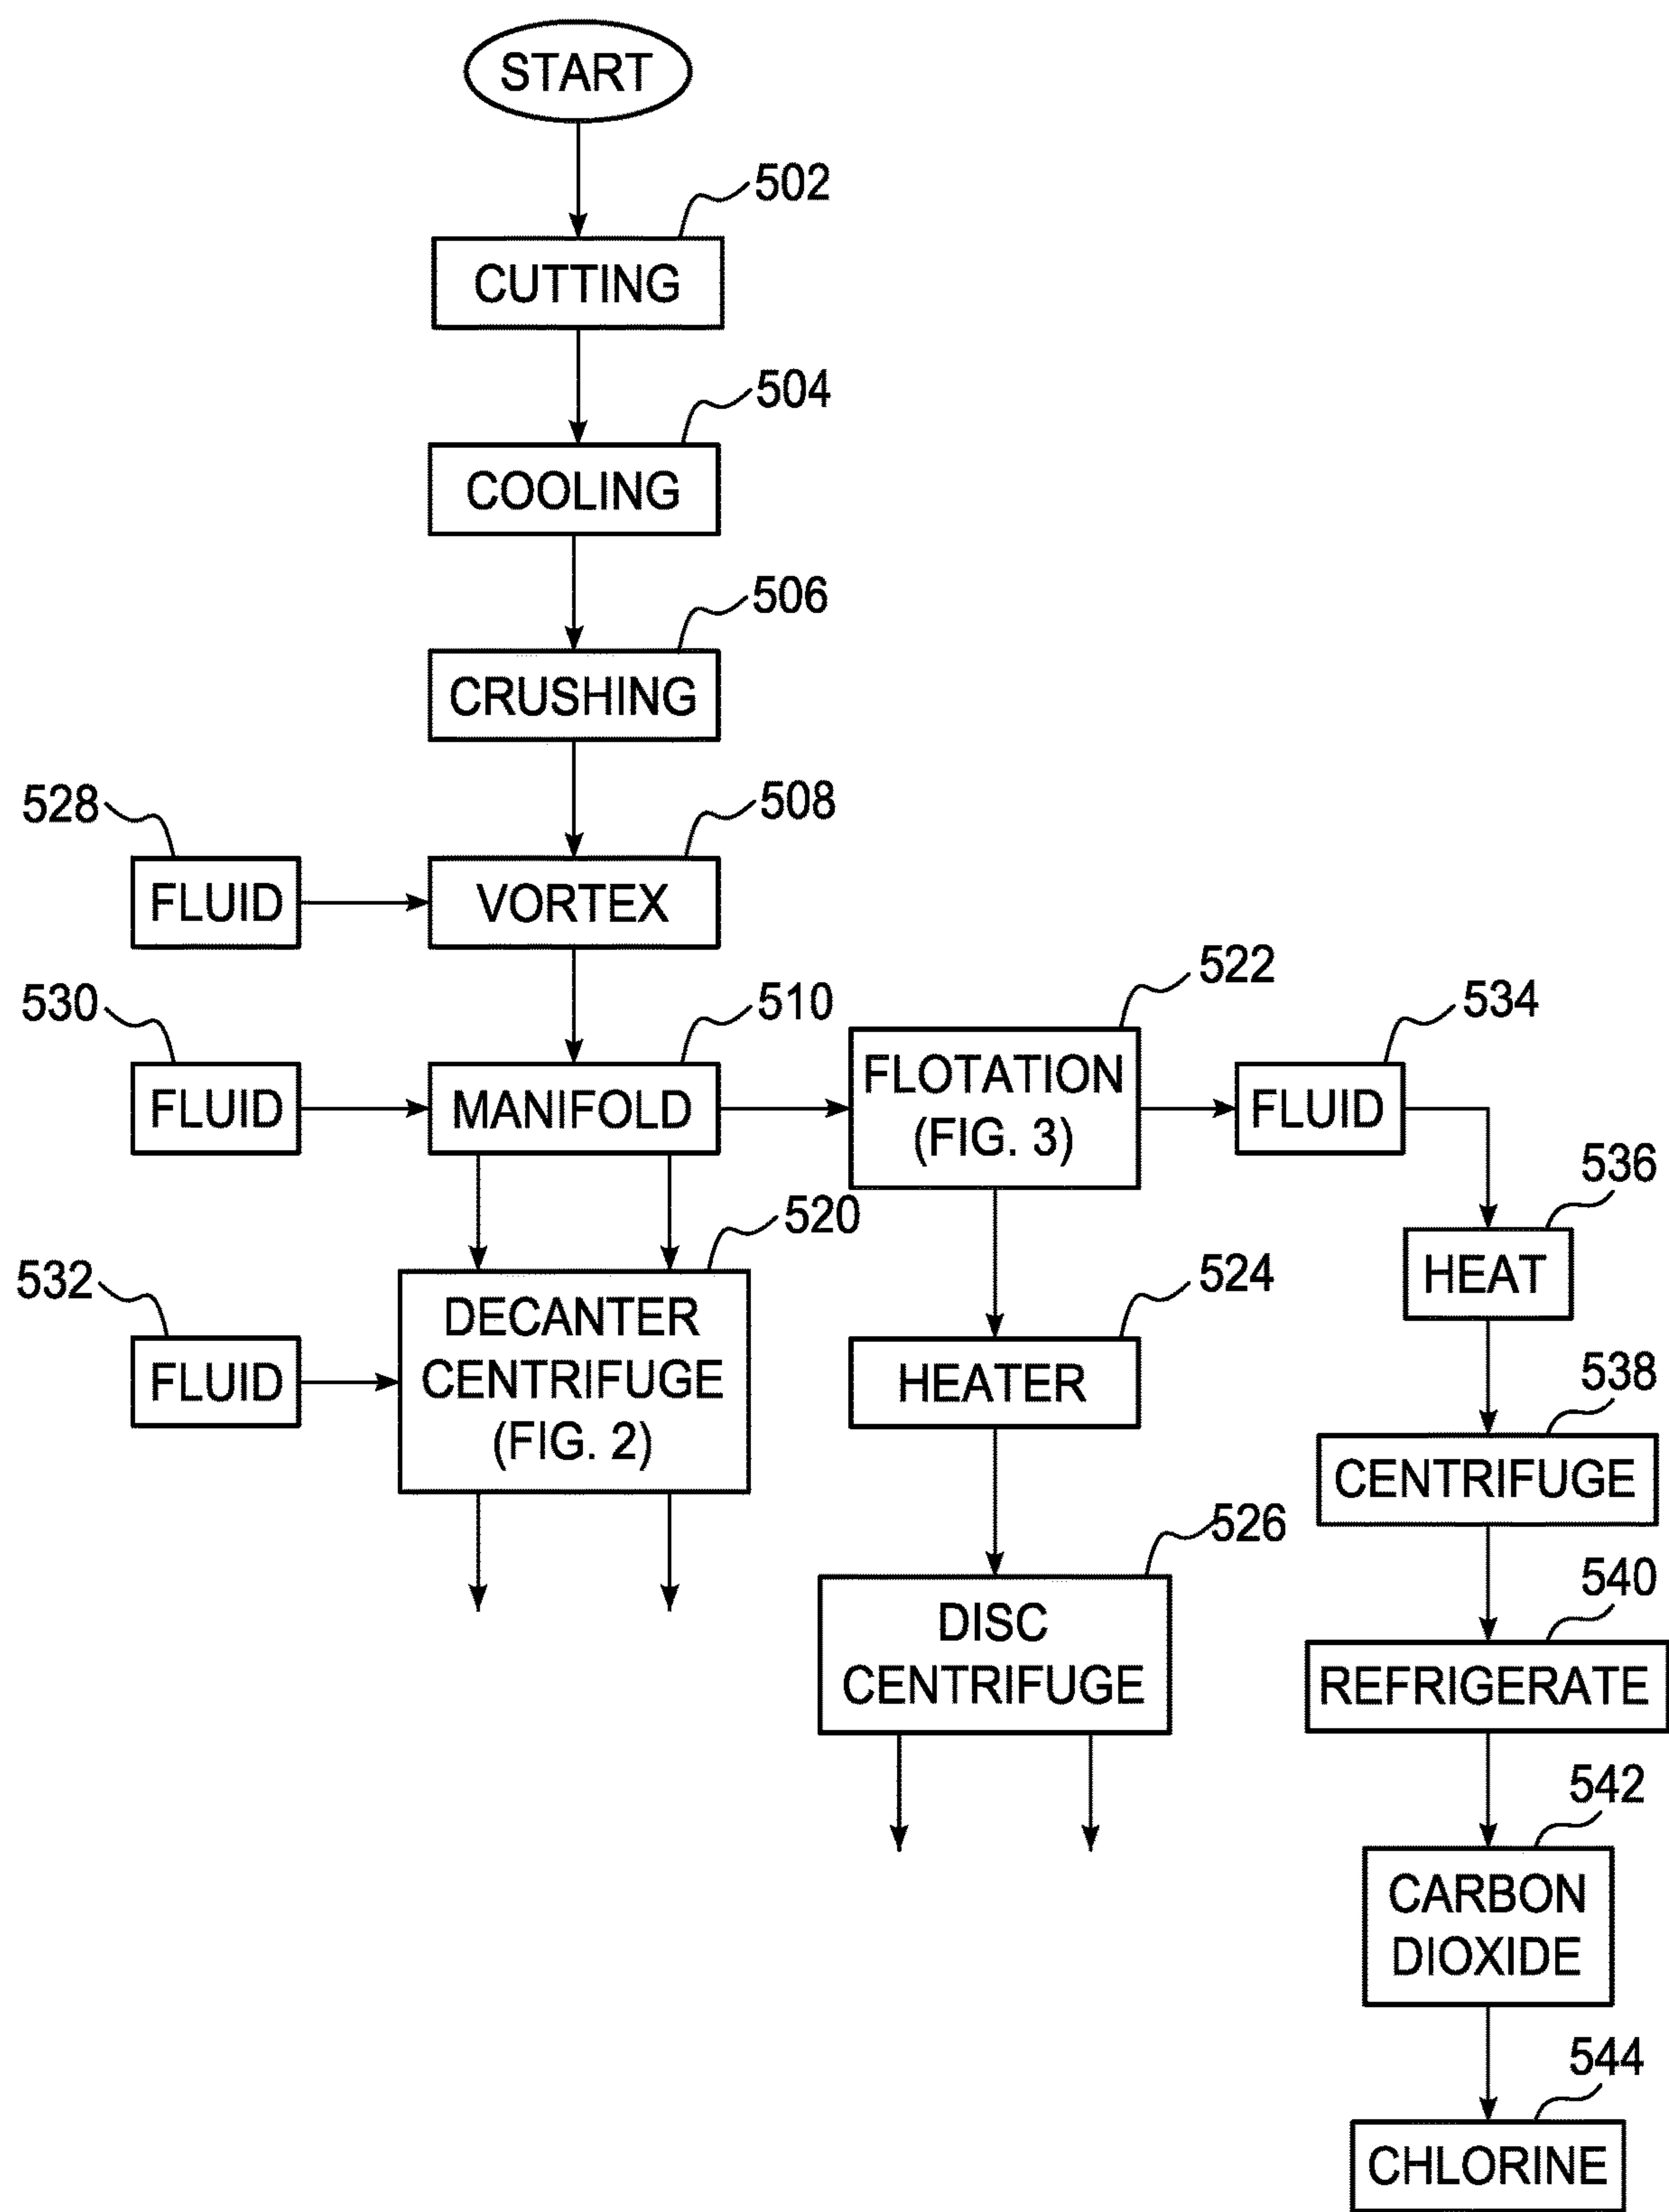 START
502
CUTTING
504
COOLING
506
CRUSHING
528
508
FLUID
VORTEX
530
510
522
534
FLUID
MANIFOLD
FLOTATION
(FIG. 3)
FLUID
536
HEAT
532
520
FLUID
DECANTER
CENTRIFUGE
(FIG. 2)
524
HEATER
538
CENTRIFUGE
526
DISC
CENTRIFUGE
540
REFRIGERATE
542
CARBON
DIOXIDE
544
CHLORINE